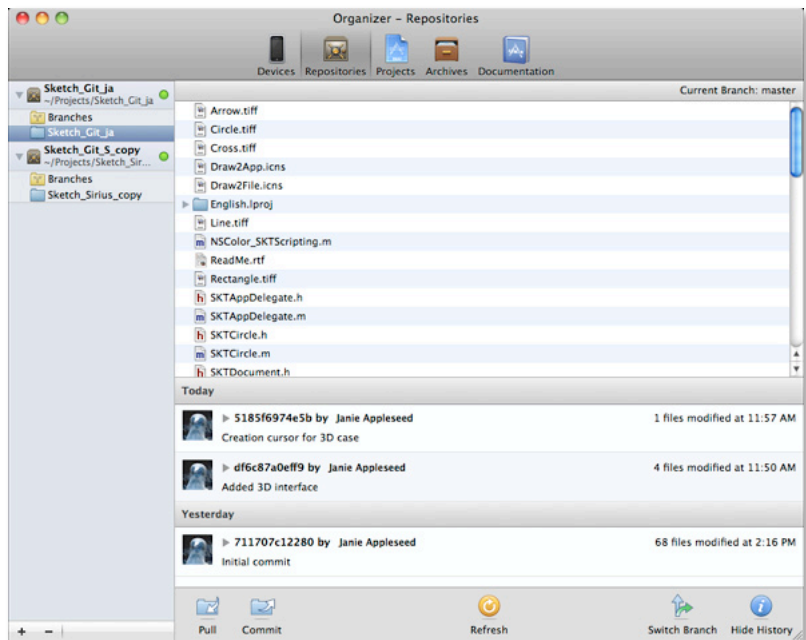 Organizer – Repositories
Devices Repositories Projects Archives Documentation
Sketch_Git_ja
~/Projects/Sketch_Git_ja
Branches
Sketch_Git_ja
Sketch_Git_S_copy
~/Projects/Sketch_Sir...
Branches
Sketch_Sirius_copy
Current Branch: master
Arrow.tiff
Circle.tiff
Cross.tiff
Draw2App.icns
Draw2File.icns
English.lproj
Line.tiff
NSColor_SKTScripting.m
ReadMe.rtf
Rectangle.tiff
SKTAppDelegate.h
SKTAppDelegate.m
SKTCircle.h
SKTCircle.m
SKTDocument.h
Today
5185f6974e5b by Janie Appleseed 1 files modified at 11:57 AM
Creation cursor for 3D case
df6c87a0eff9 by Janie Appleseed 4 files modified at 11:50 AM
Added 3D interface
Yesterday
711707c12280 by Janie Appleseed 68 files modified at 2:16 PM
Initial commit
Pull Commit Refresh Switch Branch Hide History